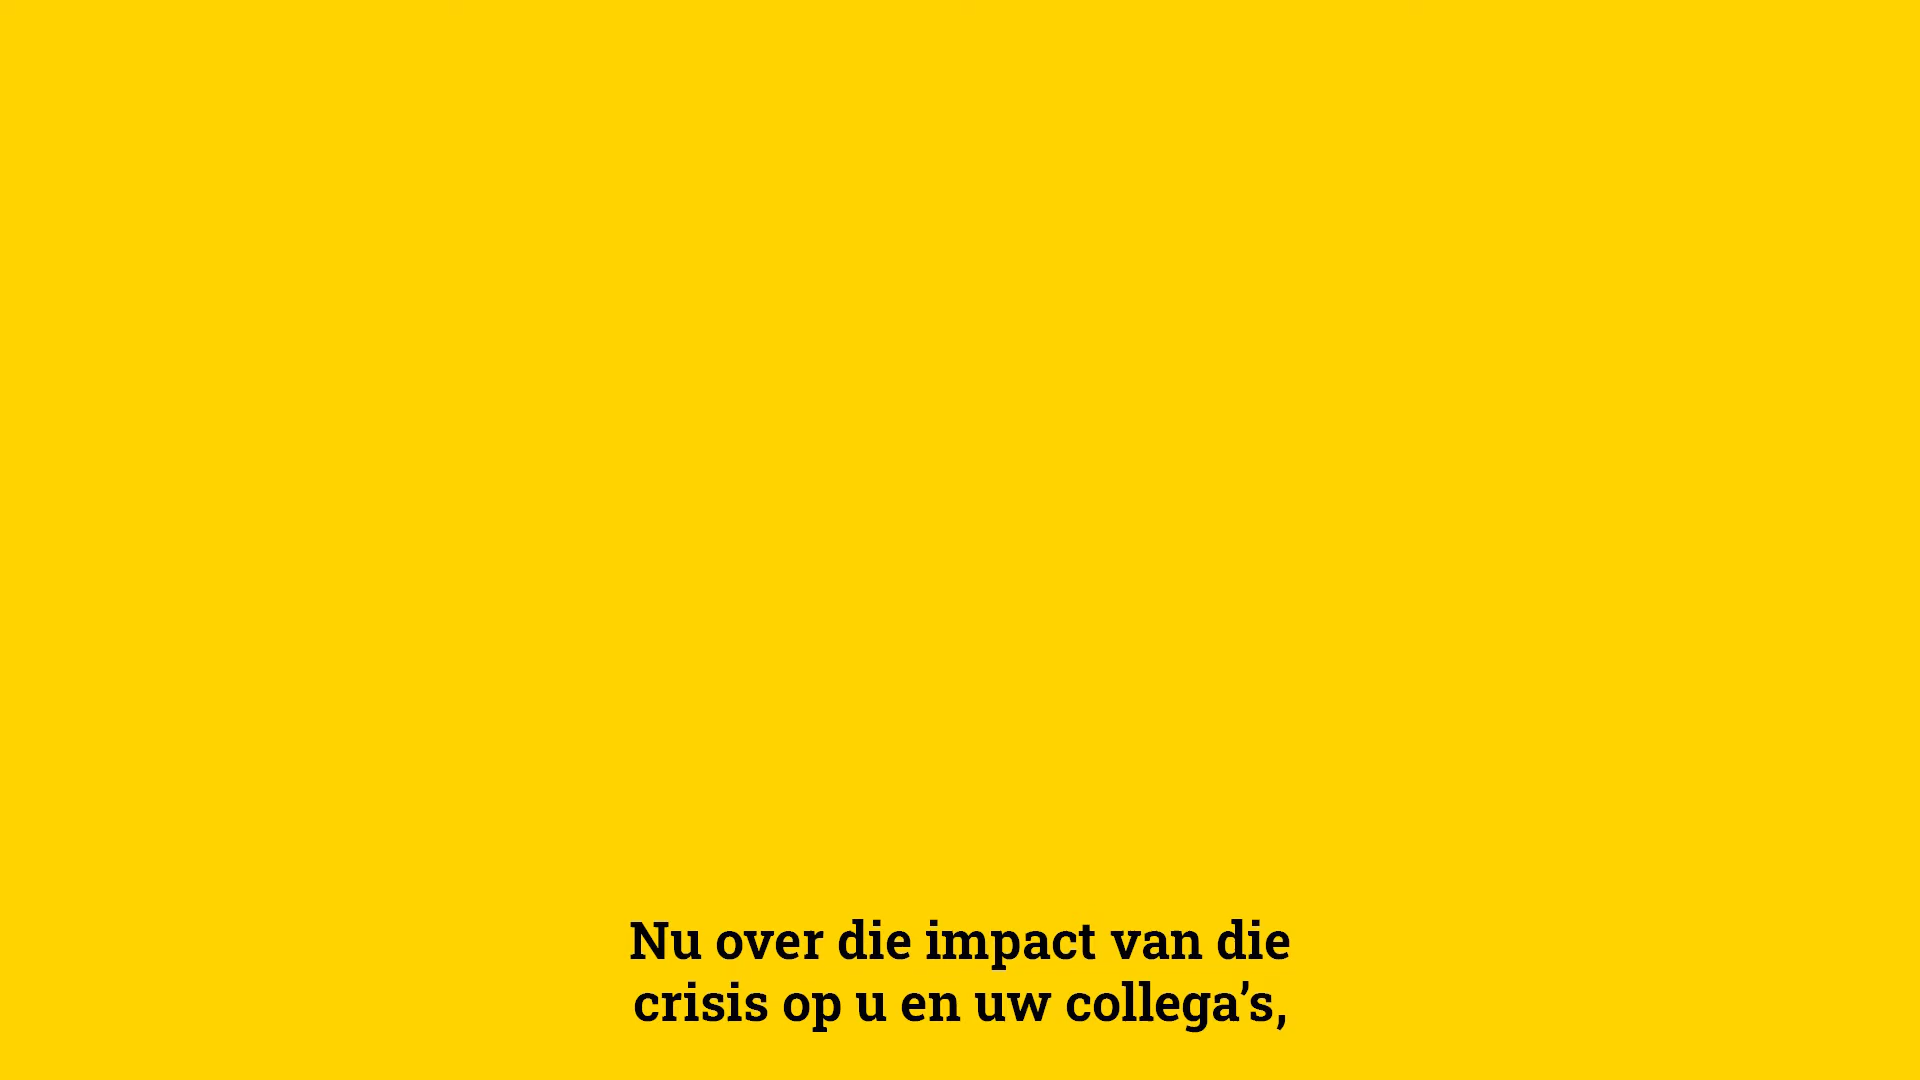 Nu over die impact van die
crisis op u en uw collega’s,